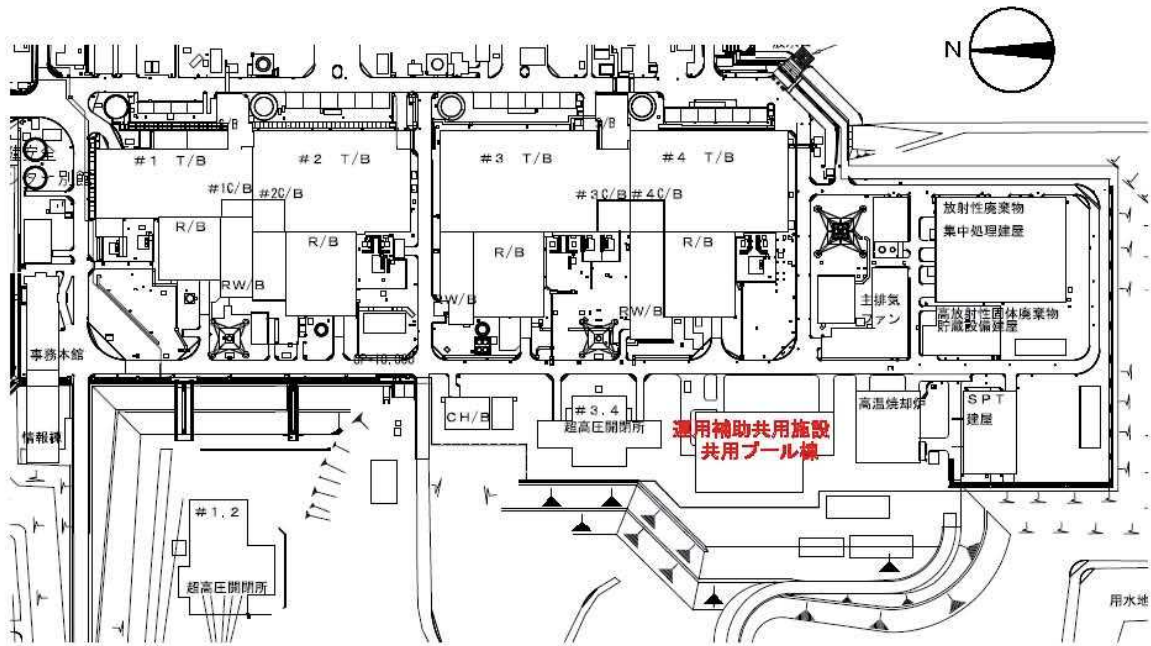 N
#1 T/B
#2 T/B
#3 T/B
#4 T/B
#1C/B
#2C/B
#3C/B
#4C/B
R/B
R/B
R/B
R/B
RW/B
RW/B
RW/B
放射性廃棄物
集中処理建屋
主排気
ファン
高放射性固体廃棄物
貯蔵設備建屋
事務本館
情報棟
CH/B
#3.4
超高圧開閉所
運用補助共用施設
共用プール棟
高温焼却炉
SPT
建屋
#1.2
超高圧開閉所
用水地